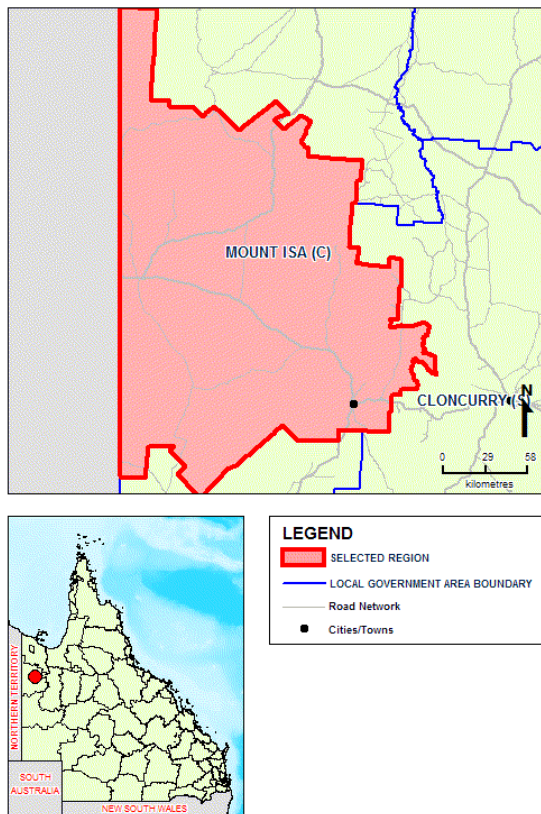 MOUNT ISA (C)
CLONCURRY (S)
N
0 29 58
kilometres
LEGEND
SELECTED REGION
LOCAL GOVERNMENT AREA BOUNDARY
Road Network
Cities/Towns
NORTHERN TERRITORY
SOUTH
AUSTRALIA
NEW SOUTH WALES